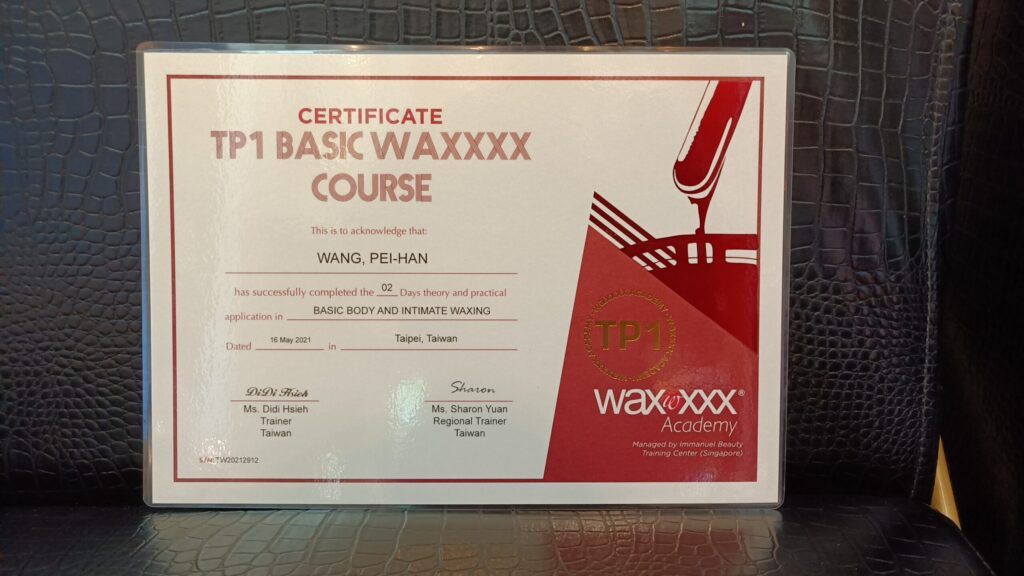 CERTIFICATE
TP1 BASIC WAXXXX
COURSE
This is to acknowledge that:
WANG, PEI-HAN
has successfully completed the 02 Days theory and practical
application in BASIC BODY AND INTIMATE WAXING
Dated 16 May 2021 in Taipei, Taiwan
DiDi Hsieh
Ms. Didi Hsieh
Trainer
Taiwan
Sharon
Ms. Sharon Yuan
Regional Trainer
Taiwan
TW20212912
TP1
wax w xxx®
Academy
Managed by Immanuel Beauty
Training Center (Singapore)